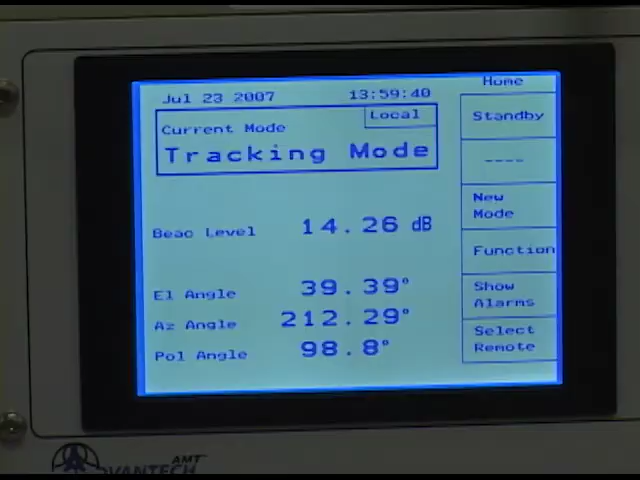 Jul 23 2007 13:59:40
Current Mode Local
Tracking Mode
Beac Level 14.26 dB
El Angle 39.39°
Az Angle 212.29°
Pol Angle 98.8°
Home
Standby
----
New
Mode
Function
Show
Alarms
Select
Remote
AMT
ADVANTECH